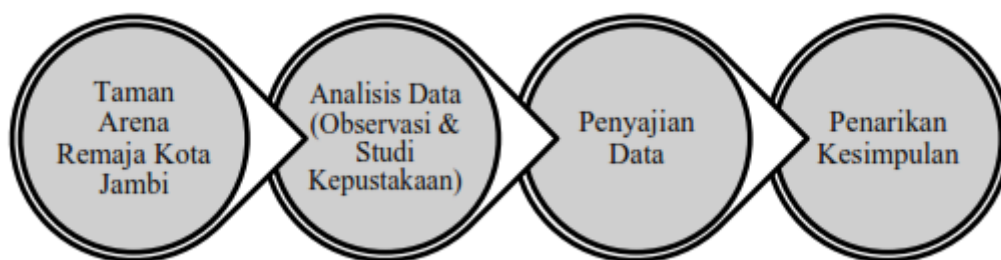 Taman
Arena
Remaja Kota
Jambi
Analisis Data
(Observasi &
Studi
Kepustakaan)
Penyajian
Data
Penarikan
Kesimpulan